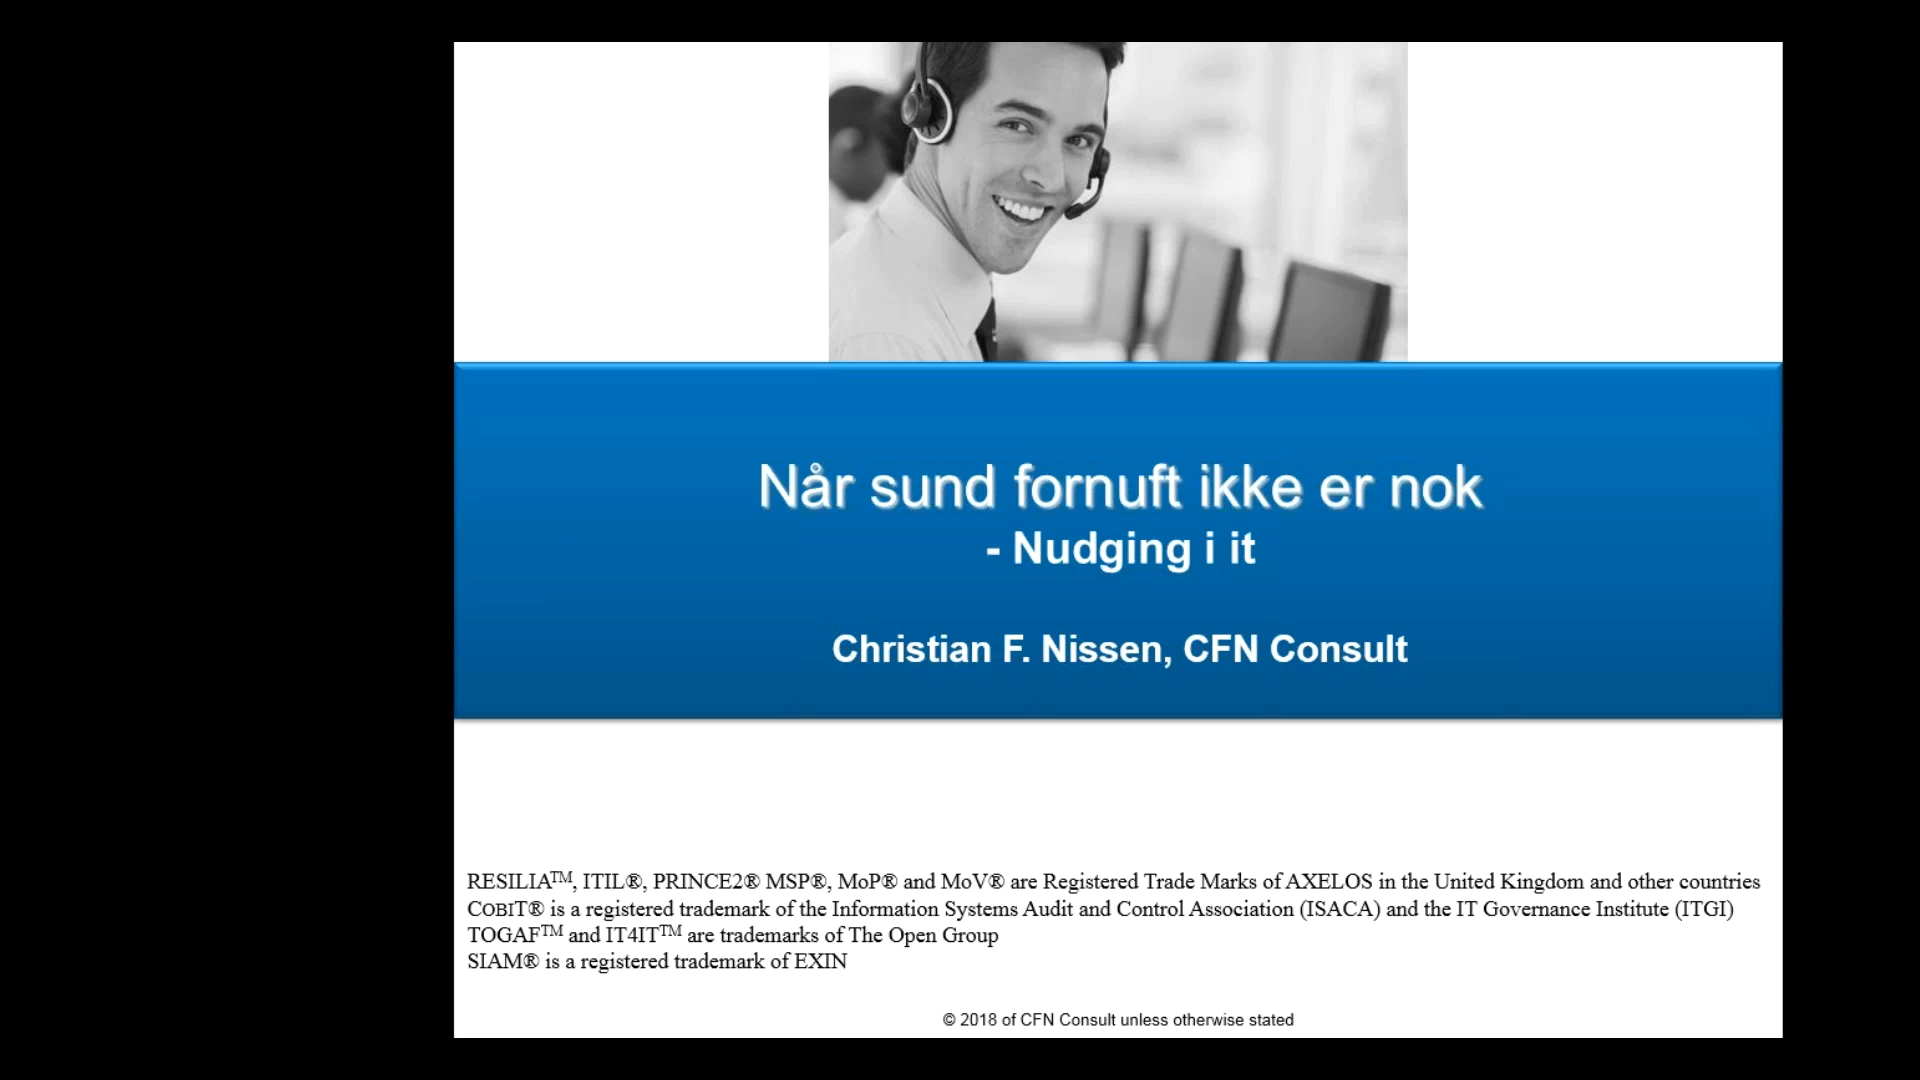 Når sund fornuft ikke er nok
- Nudging i it
Christian F. Nissen, CFN Consult
RESILIA™, ITIL®, PRINCE2® MSP®, MoP® and MoV® are Registered Trade Marks of AXELOS in the United Kingdom and other countries
COBIT® is a registered trademark of the Information Systems Audit and Control Association (ISACA) and the IT Governance Institute (ITGI)
TOGAF™ and IT4IT™ are trademarks of The Open Group
SIAM® is a registered trademark of EXIN
© 2018 of CFN Consult unless otherwise stated